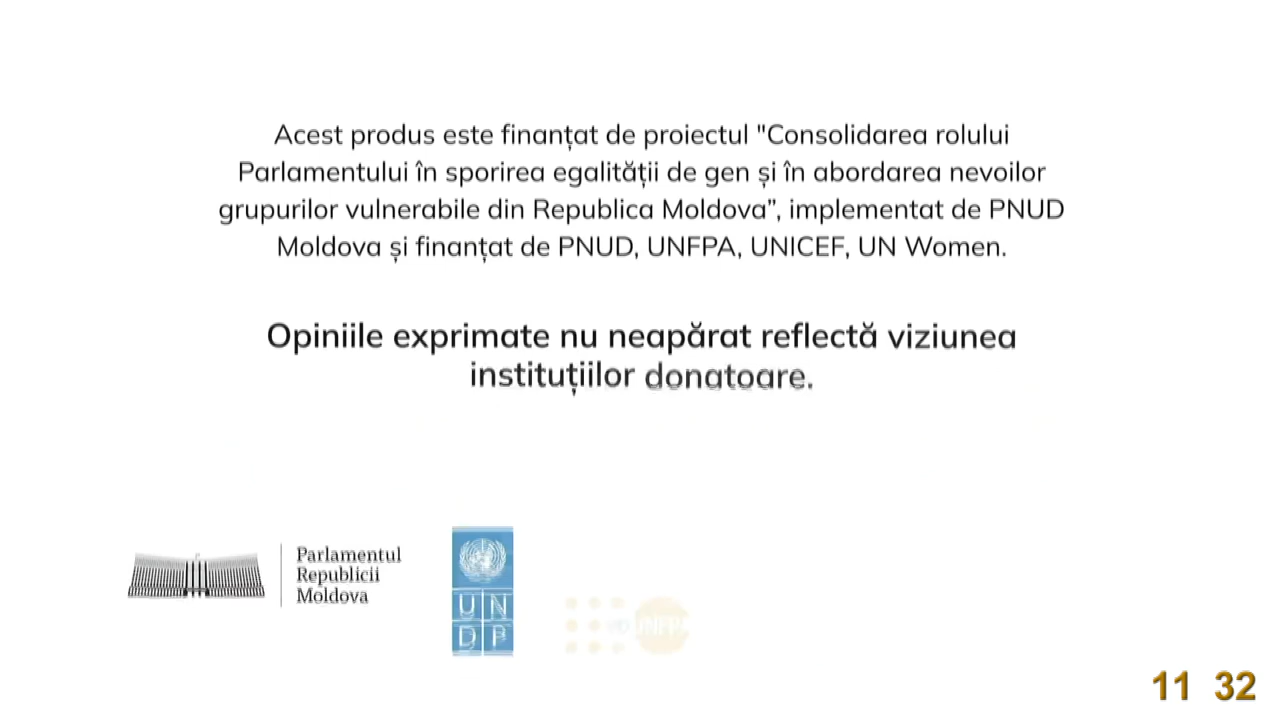 Acest produs este finanțat de proiectul "Consolidarea rolului
Parlamentului în sporirea egalității de gen și în abordarea nevoilor
grupurilor vulnerabile din Republica Moldova”, implementat de PNUD
Moldova și finanțat de PNUD, UNFPA, UNICEF, UN Women.
Opiniile exprimate nu neapărat reflectă viziunea
instituțiilor donatoare.
Parlamentul
Republicii
Moldova
U N
D P
UNFPA
11 32